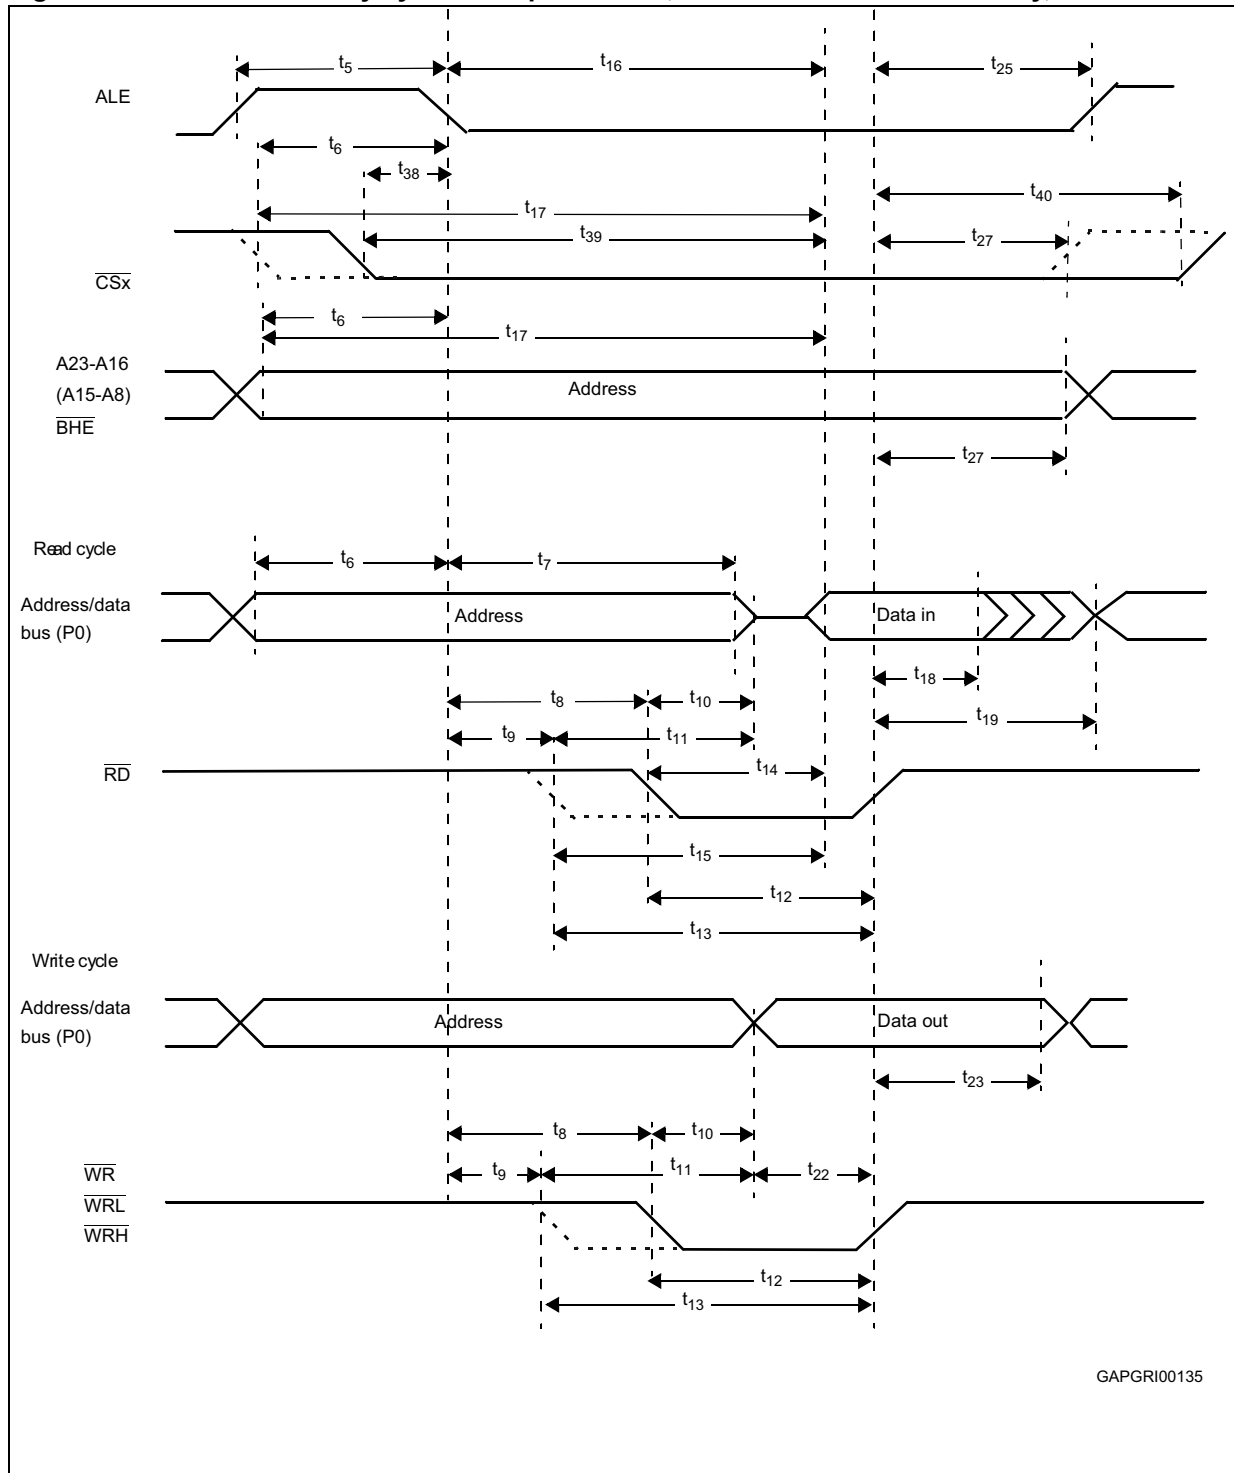 t5
t16
t25
ALE
t6
t38
t40
t17
t39
t27
CSx
t6
t17
A23-A16
(A15-A8)
Address
BHE
t27
Read cycle
t6
t7
Address/data
bus (P0)
Address
Data in
t18
t8
t10
t19
t9
t11
RD
t14
t15
t12
t13
Write cycle
Address/data
bus (P0)
Address
Data out
t23
t8
t10
WR
t9
t11
t22
WRL
WRH
t12
t13
GAPGRI00135